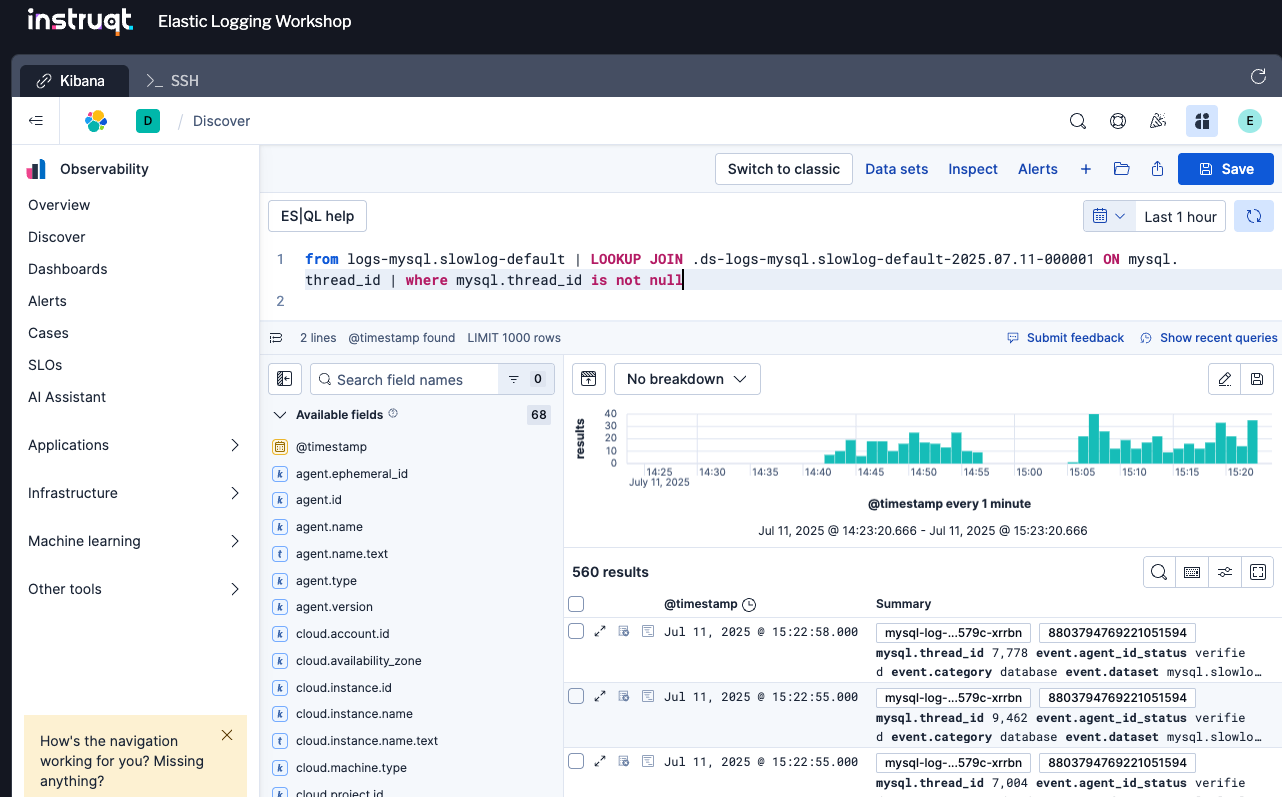 instruqt Elastic Logging Workshop
Kibana >_ SSH
D / Discover E
Observability
Overview
Discover
Dashboards
Alerts
Cases
SLOs
AI Assistant
Applications
Infrastructure
Machine learning
Other tools
How's the navigation
working for you? Missing
anything?
Switch to classic Data sets Inspect Alerts + Save
ES|QL help Last 1 hour
1 from logs-mysql.slowlog-default | LOOKUP JOIN .ds-logs-mysql.slowlog-default-2025.07.11-000001 ON mysql.
thread_id | where mysql.thread_id is not null
2
2 lines @timestamp found LIMIT 1000 rows Submit feedback Show recent queries
Search field names 0
Available fields 68
@timestamp
k agent.ephemeral_id
k agent.id
k agent.name
t agent.name.text
k agent.type
k agent.version
k cloud.account.id
k cloud.availability_zone
k cloud.instance.id
k cloud.instance.name
t cloud.instance.name.text
k cloud.machine.type
k cloud.project.id
No breakdown
results
40
30
20
10
0
14:25 14:30 14:35 14:40 14:45 14:50 14:55 15:00 15:05 15:10 15:15 15:20
July 11, 2025
@timestamp every 1 minute
Jul 11, 2025 @ 14:23:20.666 - Jul 11, 2025 @ 15:23:20.666
560 results
@timestamp Summary
Jul 11, 2025 @ 15:22:58.000 mysql-log-...579c-xrrbn 8803794769221051594
mysql.thread_id 7,778 event.agent_id_status verifie
d event.category database event.dataset mysql.slowlo…
Jul 11, 2025 @ 15:22:55.000 mysql-log-...579c-xrrbn 8803794769221051594
mysql.thread_id 9,462 event.agent_id_status verifie
d event.category database event.dataset mysql.slowlo…
Jul 11, 2025 @ 15:22:55.000 mysql-log-...579c-xrrbn 8803794769221051594
mysql.thread_id 7,004 event.agent_id_status verifie